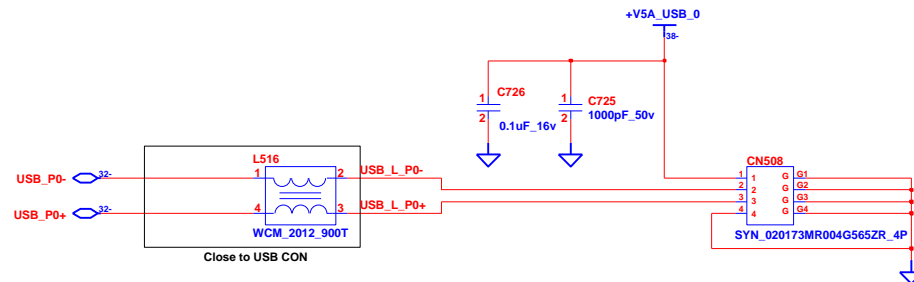 +V5A_USB_0
38-
1 C726
2
0.1uF_16v
1 C725
2 1000pF_50v
L516
USB_P0- 32- 1 2 USB_L_P0-
USB_P0+ 32- 4 3 USB_L_P0+
WCM_2012_900T
Close to USB CON
CN508
1 1 G G1
2 2 G G2
3 3 G G3
4 4 G G4
SYN_020173MR004G565ZR_4P